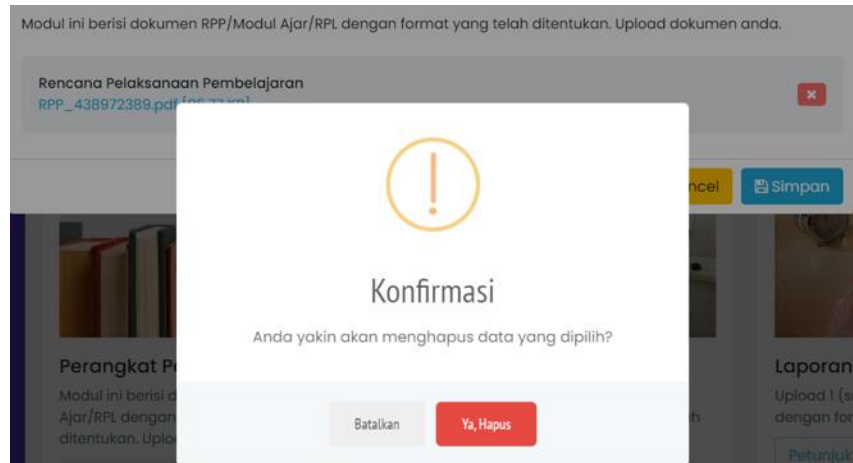 Modul ini berisi dokumen RPP/Modul Ajar/RPL dengan format yang telah ditentukan. Upload dokumen anda.
Rencana Pelaksanaan Pembelajaran
RPP_438972389.pdf
ncel
Simpan
Konfirmasi
Anda yakin akan menghapus data yang dipilih?
Batalkan
Ya, Hapus
Perangkat Pe
Modul ini berisi d
Ajar/RPL dengan
ditentukan. Uplo
Laporan
Upload 1 (s
dengan for
Petunjuk